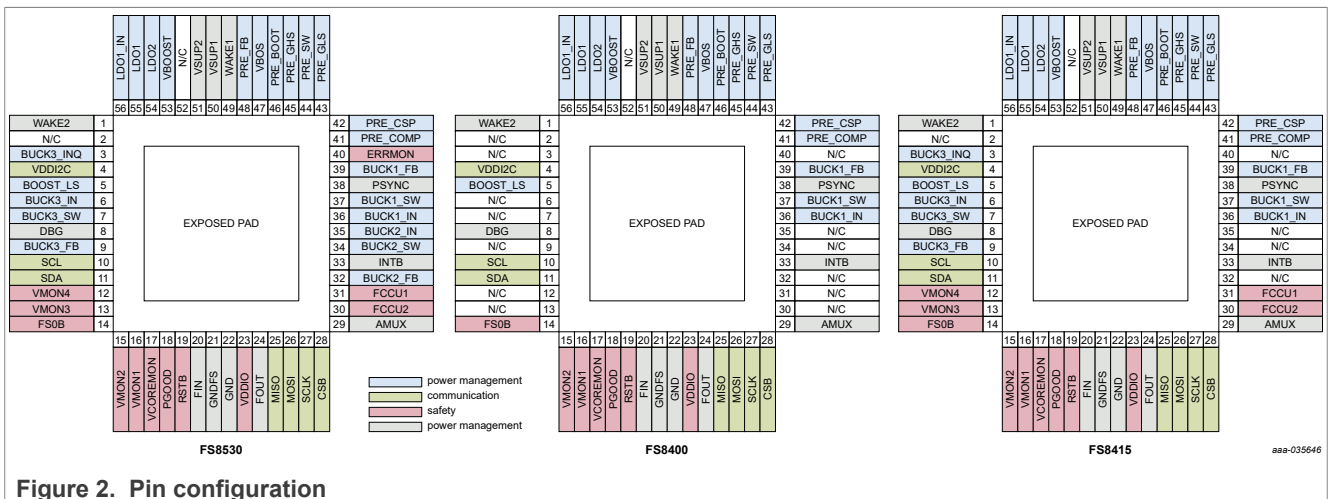 LDO1_IN LDO1 LDO2 VBOOST N/C VSUP2 VSUP1 WAKE1 PRE_FB VBOS PRE_BOOT PRE_GHS PRE_SW PRE_GLS
56 55 54 53 52 51 50 49 48 47 46 45 44 43
WAKE2 1 42 PRE_CSP
N/C 2 41 PRE_COMP
BUCK3_INQ 3 40 ERRMON
VDDI2C 4 39 BUCK1_FB
BOOST_LS 5 38 PSYNC
BUCK3_IN 6 37 BUCK1_SW
BUCK3_SW 7 36 BUCK1_IN
EXPOSED PAD
DBG 8 35 BUCK2_IN
BUCK3_FB 9 34 BUCK2_SW
SCL 10 33 INTB
SDA 11 32 BUCK2_FB
VMON4 12 31 FCCU1
VMON3 13 30 FCCU2
FS0B 14 29 AMUX
15 16 17 18 19 20 21 22 23 24 25 26 27 28
VMON2 VMON1 VCOREMON PGOOD RSTB FIN GNDFS GND VDDIO FOUT MISO MOSI SCLK CSB
FS8530
LDO1_IN LDO1 LDO2 VBOOST N/C VSUP2 VSUP1 WAKE1 PRE_FB VBOS PRE_BOOT PRE_GHS PRE_SW PRE_GLS
56 55 54 53 52 51 50 49 48 47 46 45 44 43
WAKE2 1 42 PRE_CSP
N/C 2 41 PRE_COMP
N/C 3 40 N/C
VDDI2C 4 39 BUCK1_FB
BOOST_LS 5 38 PSYNC
N/C 6 37 BUCK1_SW
N/C 7 36 BUCK1_IN
EXPOSED PAD
DBG 8 35 N/C
N/C 9 34 N/C
SCL 10 33 INTB
SDA 11 32 N/C
N/C 12 31 N/C
N/C 13 30 N/C
FS0B 14 29 AMUX
15 16 17 18 19 20 21 22 23 24 25 26 27 28
VMON2 VMON1 VCOREMON PGOOD RSTB FIN GNDFS GND VDDIO FOUT MISO MOSI SCLK CSB
FS8400
LDO1_IN LDO1 LDO2 VBOOST N/C VSUP2 VSUP1 WAKE1 PRE_FB VBOS PRE_BOOT PRE_GHS PRE_SW PRE_GLS
56 55 54 53 52 51 50 49 48 47 46 45 44 43
WAKE2 1 42 PRE_CSP
N/C 2 41 PRE_COMP
BUCK3_INQ 3 40 N/C
VDDI2C 4 39 BUCK1_FB
BOOST_LS 5 38 PSYNC
BUCK3_IN 6 37 BUCK1_SW
BUCK3_SW 7 36 BUCK1_IN
EXPOSED PAD
DBG 8 35 N/C
BUCK3_FB 9 34 N/C
SCL 10 33 INTB
SDA 11 32 N/C
VMON4 12 31 FCCU1
VMON3 13 30 FCCU2
FS0B 14 29 AMUX
15 16 17 18 19 20 21 22 23 24 25 26 27 28
VMON2 VMON1 VCOREMON PGOOD RSTB FIN GNDFS GND VDDIO FOUT MISO MOSI SCLK CSB
FS8415
power management
communication
safety
power management
aaa-035646
Figure 2. Pin configuration